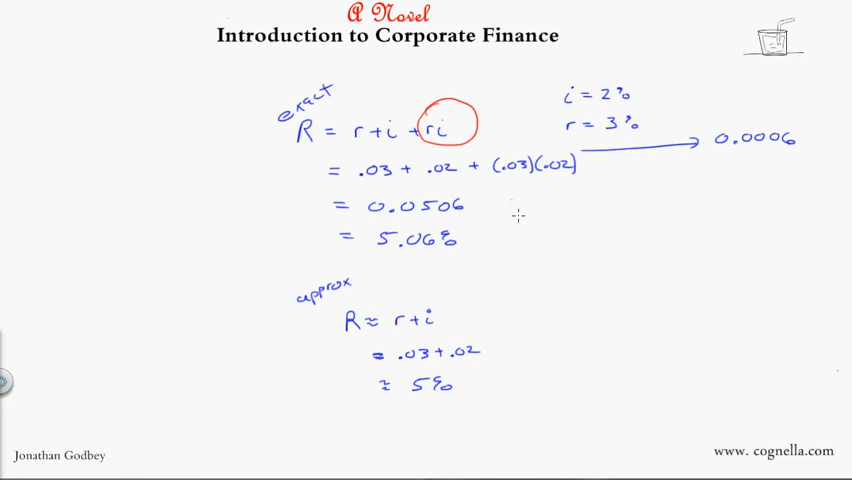 A Novel
Introduction to Corporate Finance
exact
R = r + i + ri
i = 2%
r = 3%
= .03 + .02 + (.03)(.02)
0.0006
= 0.0506
= 5.06%
approx
R ≈ r + i
= .03 + .02
≈ 5%
Jonathan Godbey
www. cognella.com